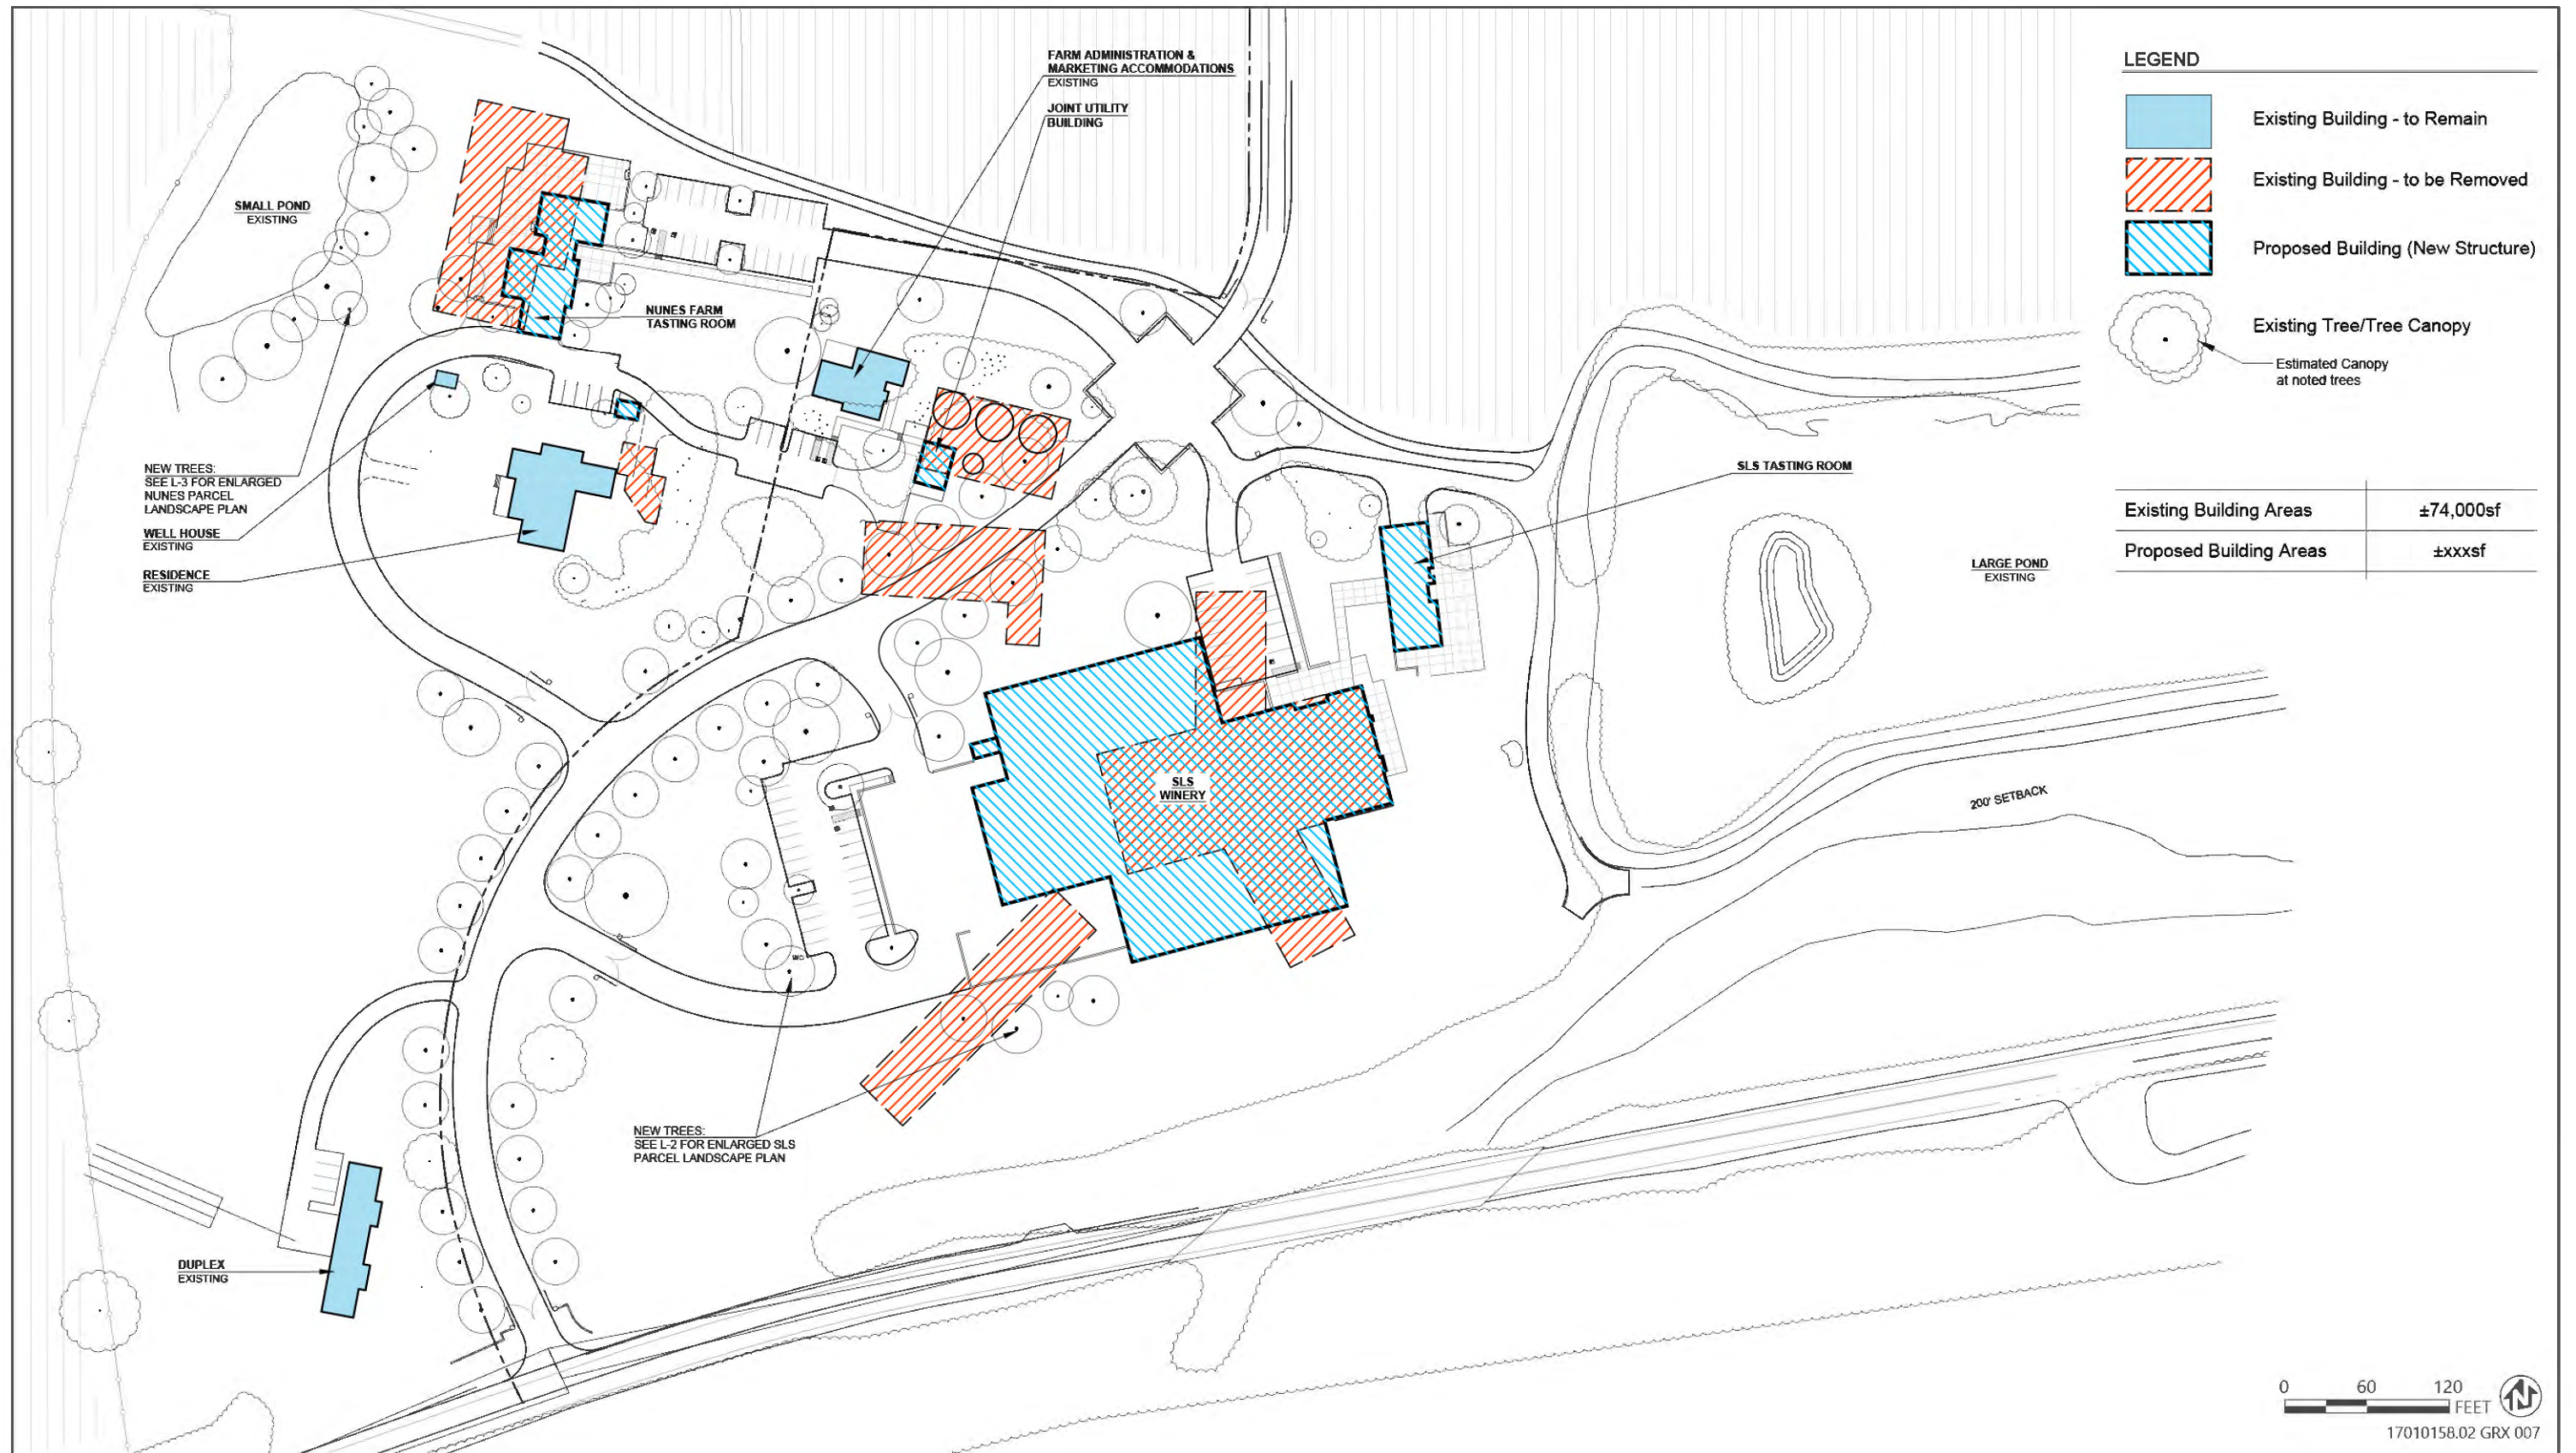 FARM ADMINISTRATION &
MARKETING ACCOMMODATIONS
EXISTING
JOINT UTILITY
BUILDING
SMALL POND
EXISTING
NUNES FARM
TASTING ROOM
NEW TREES:
SEE L-3 FOR ENLARGED
NUNES PARCEL
LANDSCAPE PLAN
WELL HOUSE
EXISTING
RESIDENCE
EXISTING
SLS TASTING ROOM
LARGE POND
EXISTING
SLS
WINERY
200' SETBACK
NEW TREES:
SEE L-2 FOR ENLARGED SLS
PARCEL LANDSCAPE PLAN
DUPLEX
EXISTING
LEGEND
Existing Building - to Remain
Existing Building - to be Removed
Proposed Building (New Structure)
Existing Tree/Tree Canopy
Estimated Canopy
at noted trees
Existing Building Areas ±74,000sf
Proposed Building Areas ±xxxsf
0 60 120
FEET
N
17010158.02 GRX 007